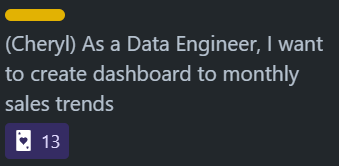 (Cheryl) As a Data Engineer, I want
to create dashboard to monthly
sales trends
13